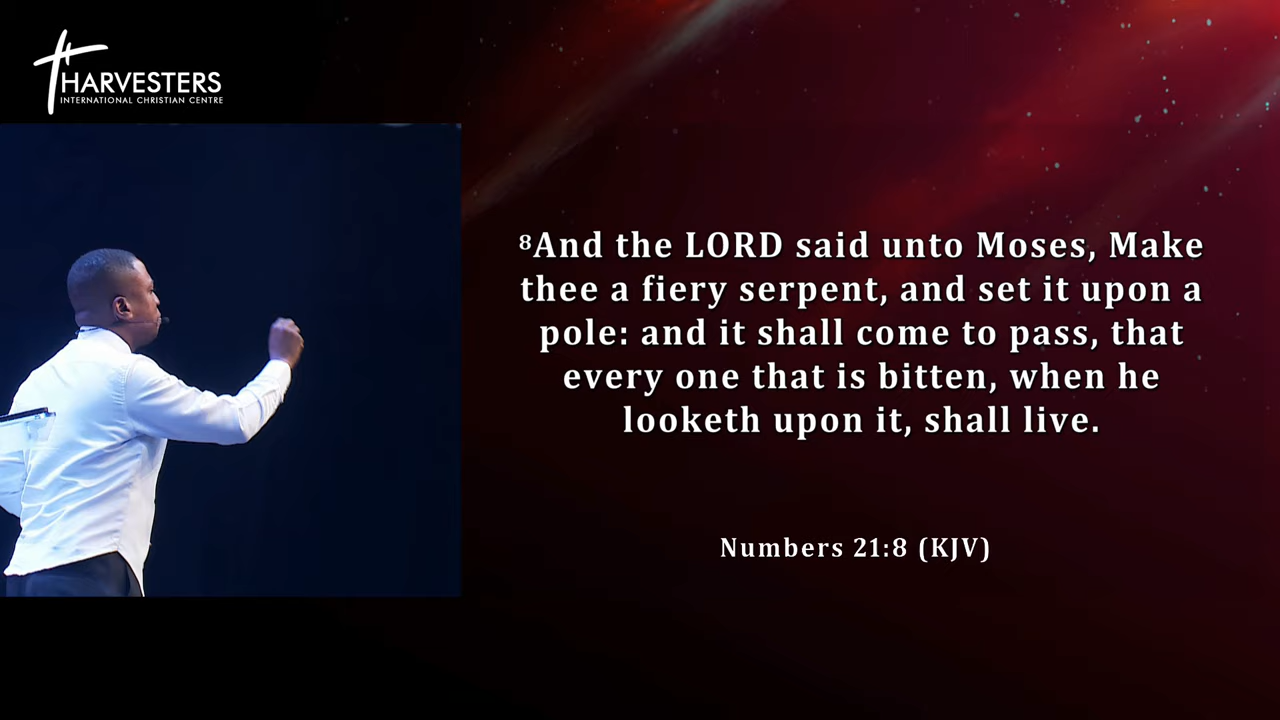 HARVESTERS
INTERNATIONAL CHRISTIAN CENTRE
⁸And the LORD said unto Moses, Make
thee a fiery serpent, and set it upon a
pole: and it shall come to pass, that
every one that is bitten, when he
looketh upon it, shall live.
Numbers 21:8 (KJV)